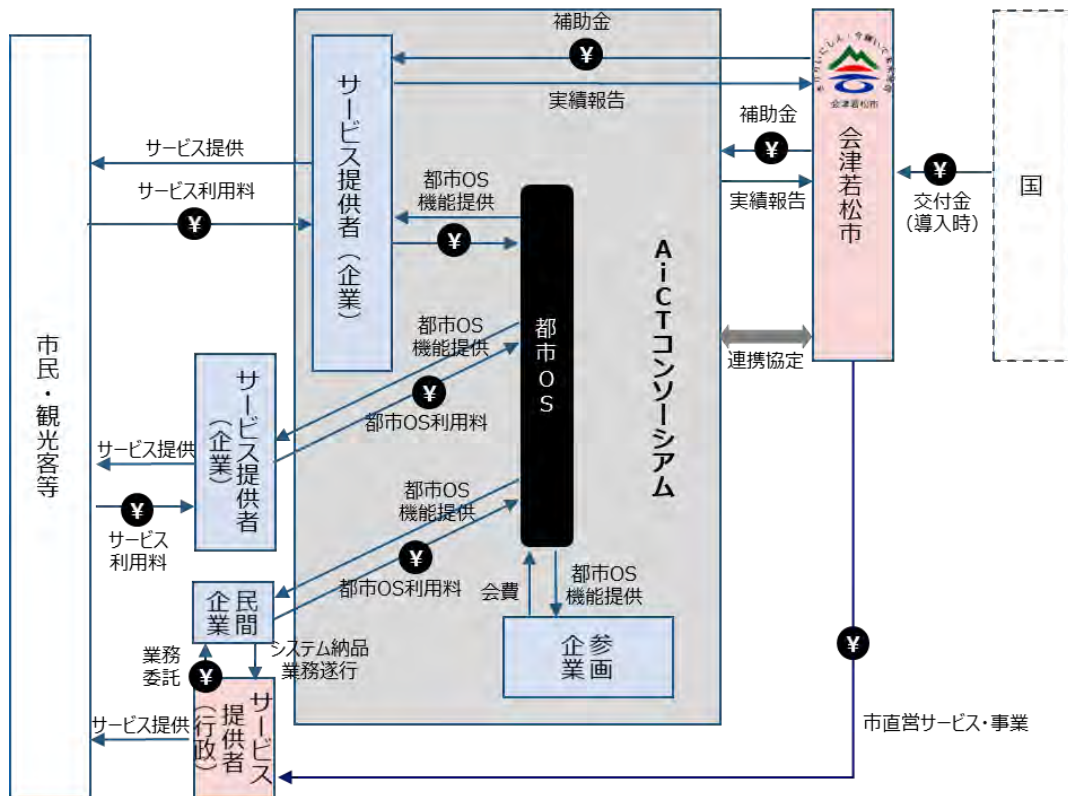 補助金
¥
実績報告
会津若松市
補助金
¥
実績報告
会津若松市
¥
交付金
(導入時)
国
サービス提供
サービス利用料
¥
サービス提供者(企業)
都市OS
機能提供
¥
都市OS
AiCTコンソーシアム
連携協定
市民・観光客等
都市OS
機能提供
¥
都市OS利用料
サービス提供者
(企業)
サービス提供
¥
サービス
利用料
都市OS
機能提供
¥
都市OS利用料
会費
都市OS
機能提供
参画
企業
民間
企業
業務
委託
¥
システム納品
業務遂行
サービス
提供者
(行政)
サービス提供
¥
市直営サービス・事業